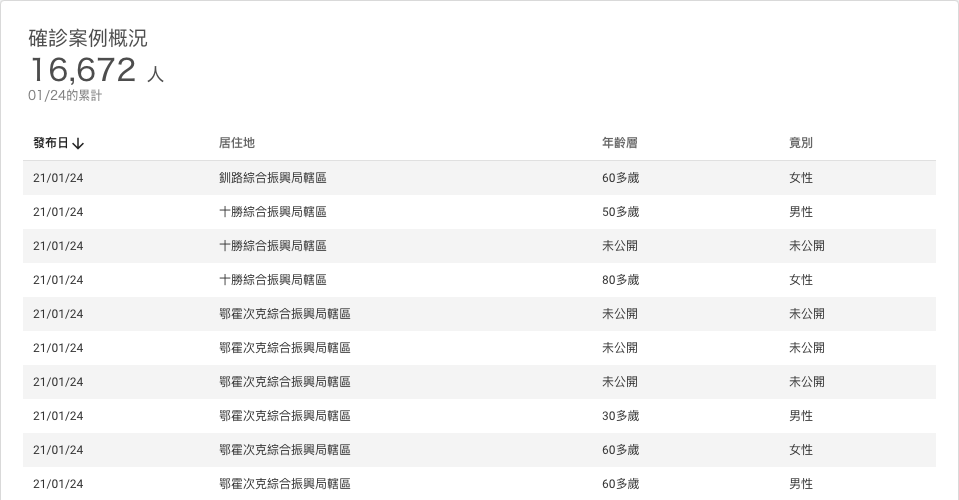 確診案例概況
16,672 人
01/24的累計
發布日 居住地 年齡層 竟別
21/01/24 釧路綜合振興局轄區 60多歲 女性
21/01/24 十勝綜合振興局轄區 50多歲 男性
21/01/24 十勝綜合振興局轄區 未公開 未公開
21/01/24 十勝綜合振興局轄區 80多歲 女性
21/01/24 鄂霍次克綜合振興局轄區 未公開 未公開
21/01/24 鄂霍次克綜合振興局轄區 未公開 未公開
21/01/24 鄂霍次克綜合振興局轄區 未公開 未公開
21/01/24 鄂霍次克綜合振興局轄區 30多歲 男性
21/01/24 鄂霍次克綜合振興局轄區 60多歲 女性
21/01/24 鄂霍次克綜合振興局轄區 60多歲 男性